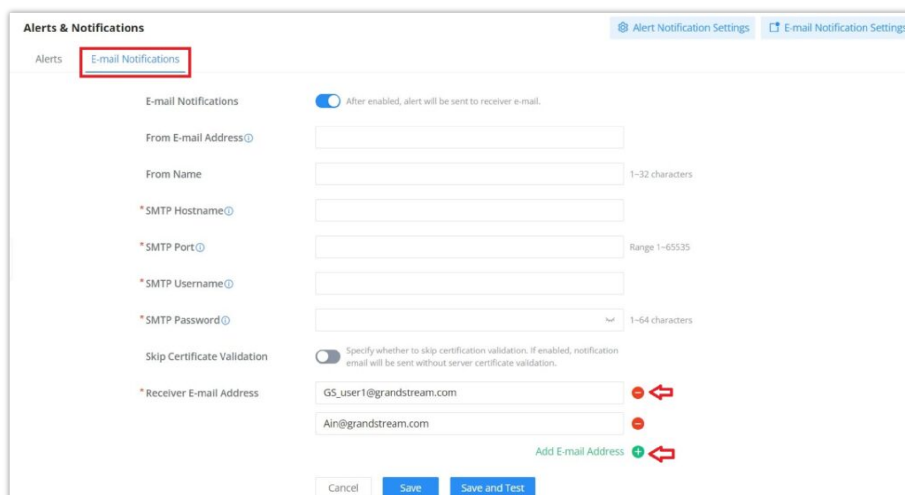 Alerts & Notifications
Alert Notification Settings
E-mail Notification Settings
Alerts
E-mail Notifications
E-mail Notifications
After enabled, alert will be sent to receiver e-mail.
From E-mail Address
From Name
1~32 characters
*SMTP Hostname
*SMTP Port
Range 1~65535
*SMTP Username
*SMTP Password
1~64 characters
Skip Certificate Validation
Specify whether to skip certification validation. If enabled, notification
email will be sent without server certificate validation.
*Receiver E-mail Address
GS_user1@grandstream.com
Ain@grandstream.com
Add E-mail Address
Cancel
Save
Save and Test